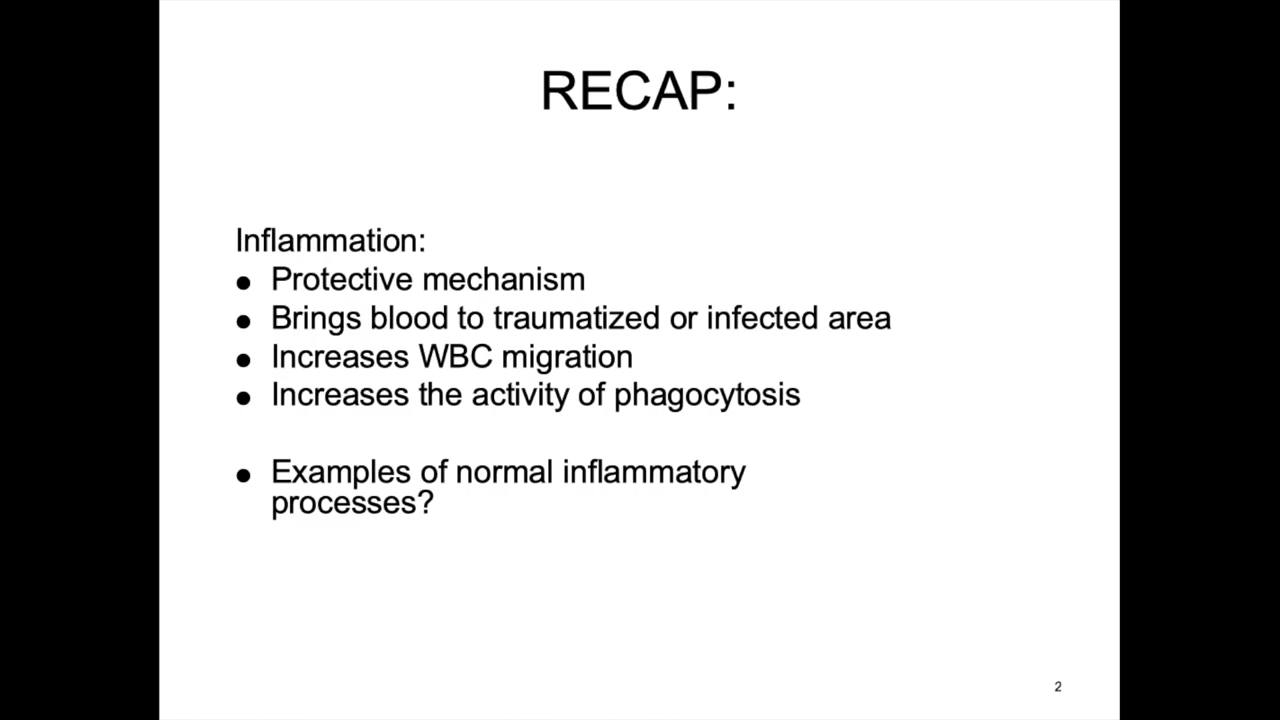 RECAP:
Inflammation:
● Protective mechanism
● Brings blood to traumatized or infected area
● Increases WBC migration
● Increases the activity of phagocytosis
● Examples of normal inflammatory
processes?
2